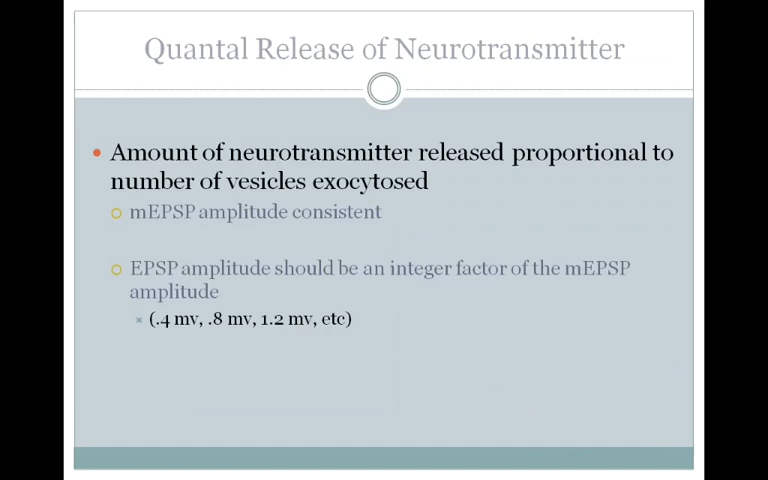 Quantal Release of Neurotransmitter
Amount of neurotransmitter released proportional to
number of vesicles exocytosed
mEPSP amplitude consistent
EPSP amplitude should be an integer factor of the mEPSP
amplitude
(.4 mv, .8 mv, 1.2 mv, etc)